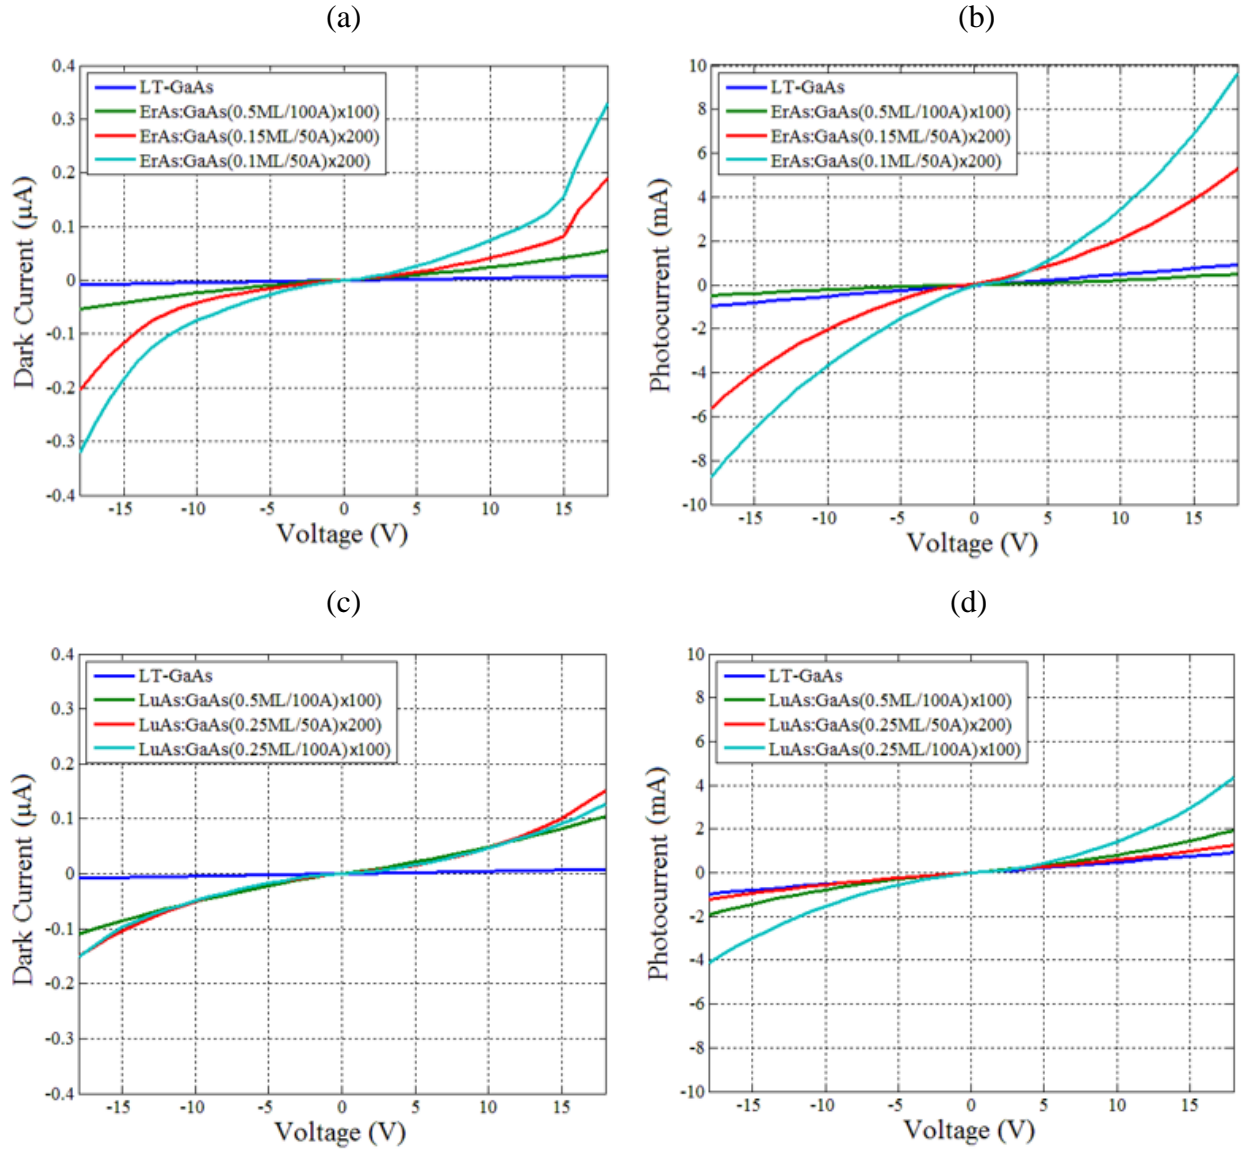 (a)
(b)
0.4
0.3
0.2
0.1
0
-0.1
-0.2
-0.3
-0.4
Dark Current (µA)
LT-GaAs
ErAs:GaAs(0.5ML/100A)x100)
ErAs:GaAs(0.15ML/50A)x200)
ErAs:GaAs(0.1ML/50A)x200)
-15
-10
-5
0
5
10
15
Voltage (V)
10
8
6
4
2
0
-2
-4
-6
-8
-10
Photocurrent (mA)
LT-GaAs
ErAs:GaAs(0.5ML/100A)x100)
ErAs:GaAs(0.15ML/50A)x200)
ErAs:GaAs(0.1ML/50A)x200)
-15
-10
-5
0
5
10
15
Voltage (V)
(c)
(d)
0.4
0.3
0.2
0.1
0
-0.1
-0.2
-0.3
-0.4
Dark Current (µA)
LT-GaAs
LuAs:GaAs(0.5ML/100A)x100)
LuAs:GaAs(0.25ML/50A)x200)
LuAs:GaAs(0.25ML/100A)x100)
-15
-10
-5
0
5
10
15
Voltage (V)
10
8
6
4
2
0
-2
-4
-6
-8
-10
Photocurrent (mA)
LT-GaAs
LuAs:GaAs(0.5ML/100A)x100)
LuAs:GaAs(0.25ML/50A)x200)
LuAs:GaAs(0.25ML/100A)x100)
-15
-10
-5
0
5
10
15
Voltage (V)